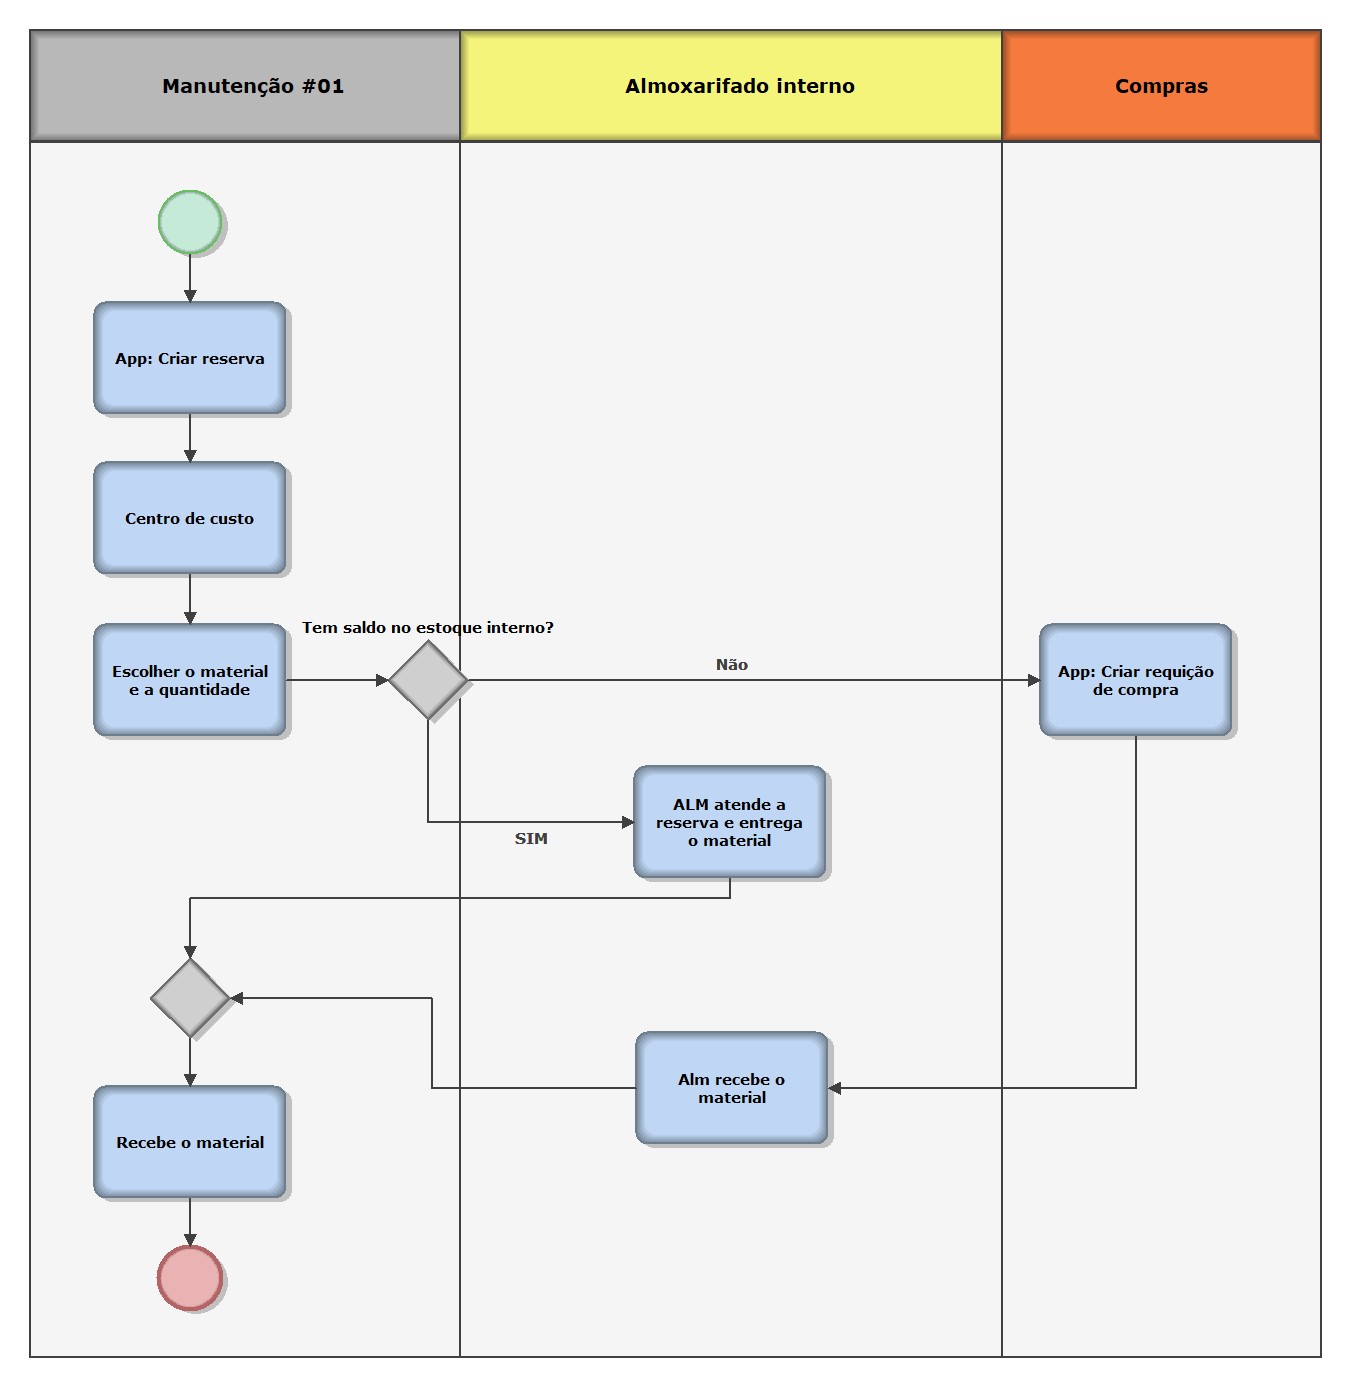 Manutenção #01
Almoxarifado interno
Compras
App: Criar reserva
Centro de custo
Tem saldo no estoque interno?
Escolher o material
e a quantidade
Não
App: Criar requição
de compra
ALM atende a
reserva e entrega
o material
SIM
Alm recebe o
material
Recebe o material